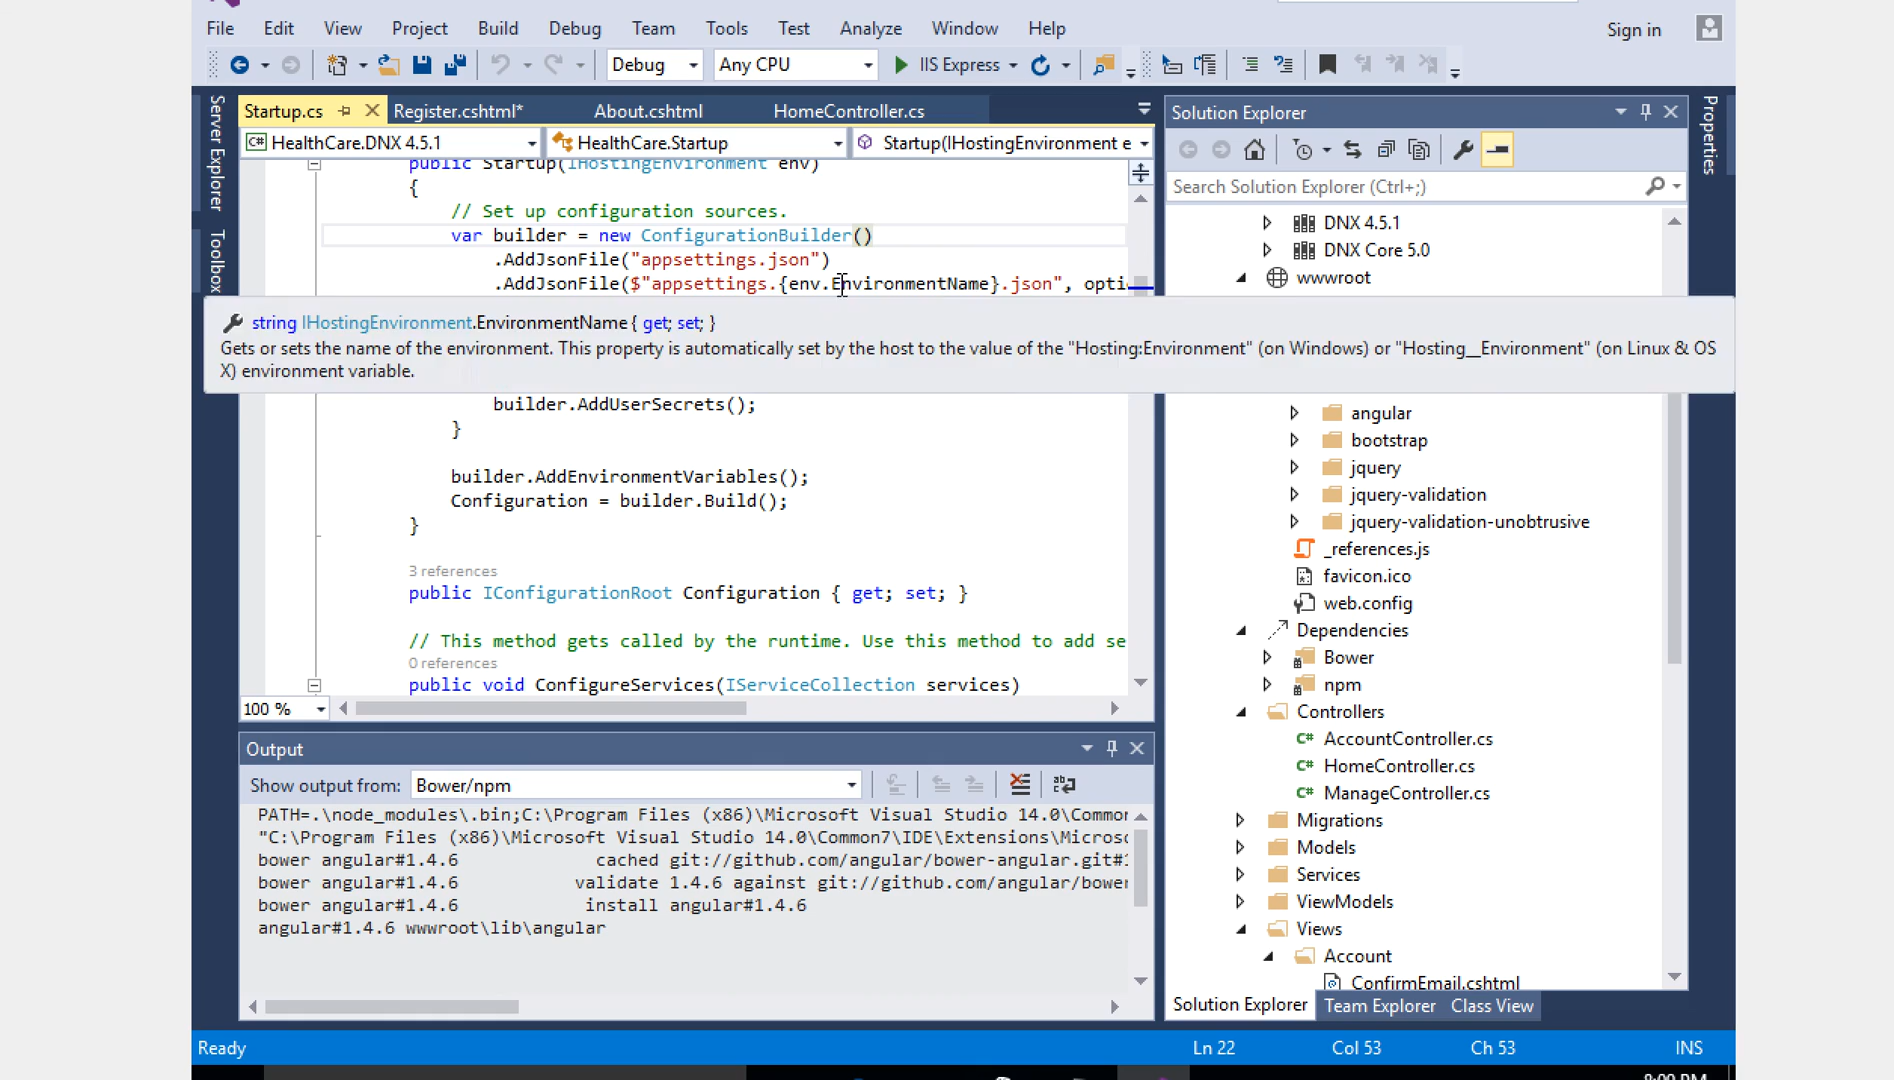 File Edit View Project Build Debug Team Tools Test Analyze Window Help Sign in
Debug Any CPU IIS Express
Server Explorer
Toolbox
Startup.cs Register.cshtml* About.cshtml HomeController.cs
HealthCare.DNX 4.5.1 HealthCare.Startup Startup(IHostingEnvironment e
public Startup(IHostingEnvironment env)
{
// Set up configuration sources.
var builder = new ConfigurationBuilder()
.AddJsonFile("appsettings.json")
.AddJsonFile($"appsettings.{env.EnvironmentName}.json", optio
string IHostingEnvironment.EnvironmentName { get; set; }
Gets or sets the name of the environment. This property is automatically set by the host to the value of the "Hosting:Environment" (on Windows) or "Hosting__Environment" (on Linux & OS
X) environment variable.
builder.AddUserSecrets();
}
builder.AddEnvironmentVariables();
Configuration = builder.Build();
}
3 references
public IConfigurationRoot Configuration { get; set; }
// This method gets called by the runtime. Use this method to add se
0 references
public void ConfigureServices(IServiceCollection services)
100 %
Output
Show output from: Bower/npm
PATH=.\node_modules\.bin;C:\Program Files (x86)\Microsoft Visual Studio 14.0\Common
"C:\Program Files (x86)\Microsoft Visual Studio 14.0\Common7\IDE\Extensions\Microso
bower angular#1.4.6 cached git://github.com/angular/bower-angular.git#1
bower angular#1.4.6 validate 1.4.6 against git://github.com/angular/bower
bower angular#1.4.6 install angular#1.4.6
angular#1.4.6 wwwroot\lib\angular
Solution Explorer
Properties
Search Solution Explorer (Ctrl+;)
DNX 4.5.1
DNX Core 5.0
wwwroot
angular
bootstrap
jquery
jquery-validation
jquery-validation-unobtrusive
_references.js
favicon.ico
web.config
Dependencies
Bower
npm
Controllers
AccountController.cs
HomeController.cs
ManageController.cs
Migrations
Models
Services
ViewModels
Views
Account
ConfirmEmail.cshtml
Solution Explorer Team Explorer Class View
Ready Ln 22 Col 53 Ch 53 INS